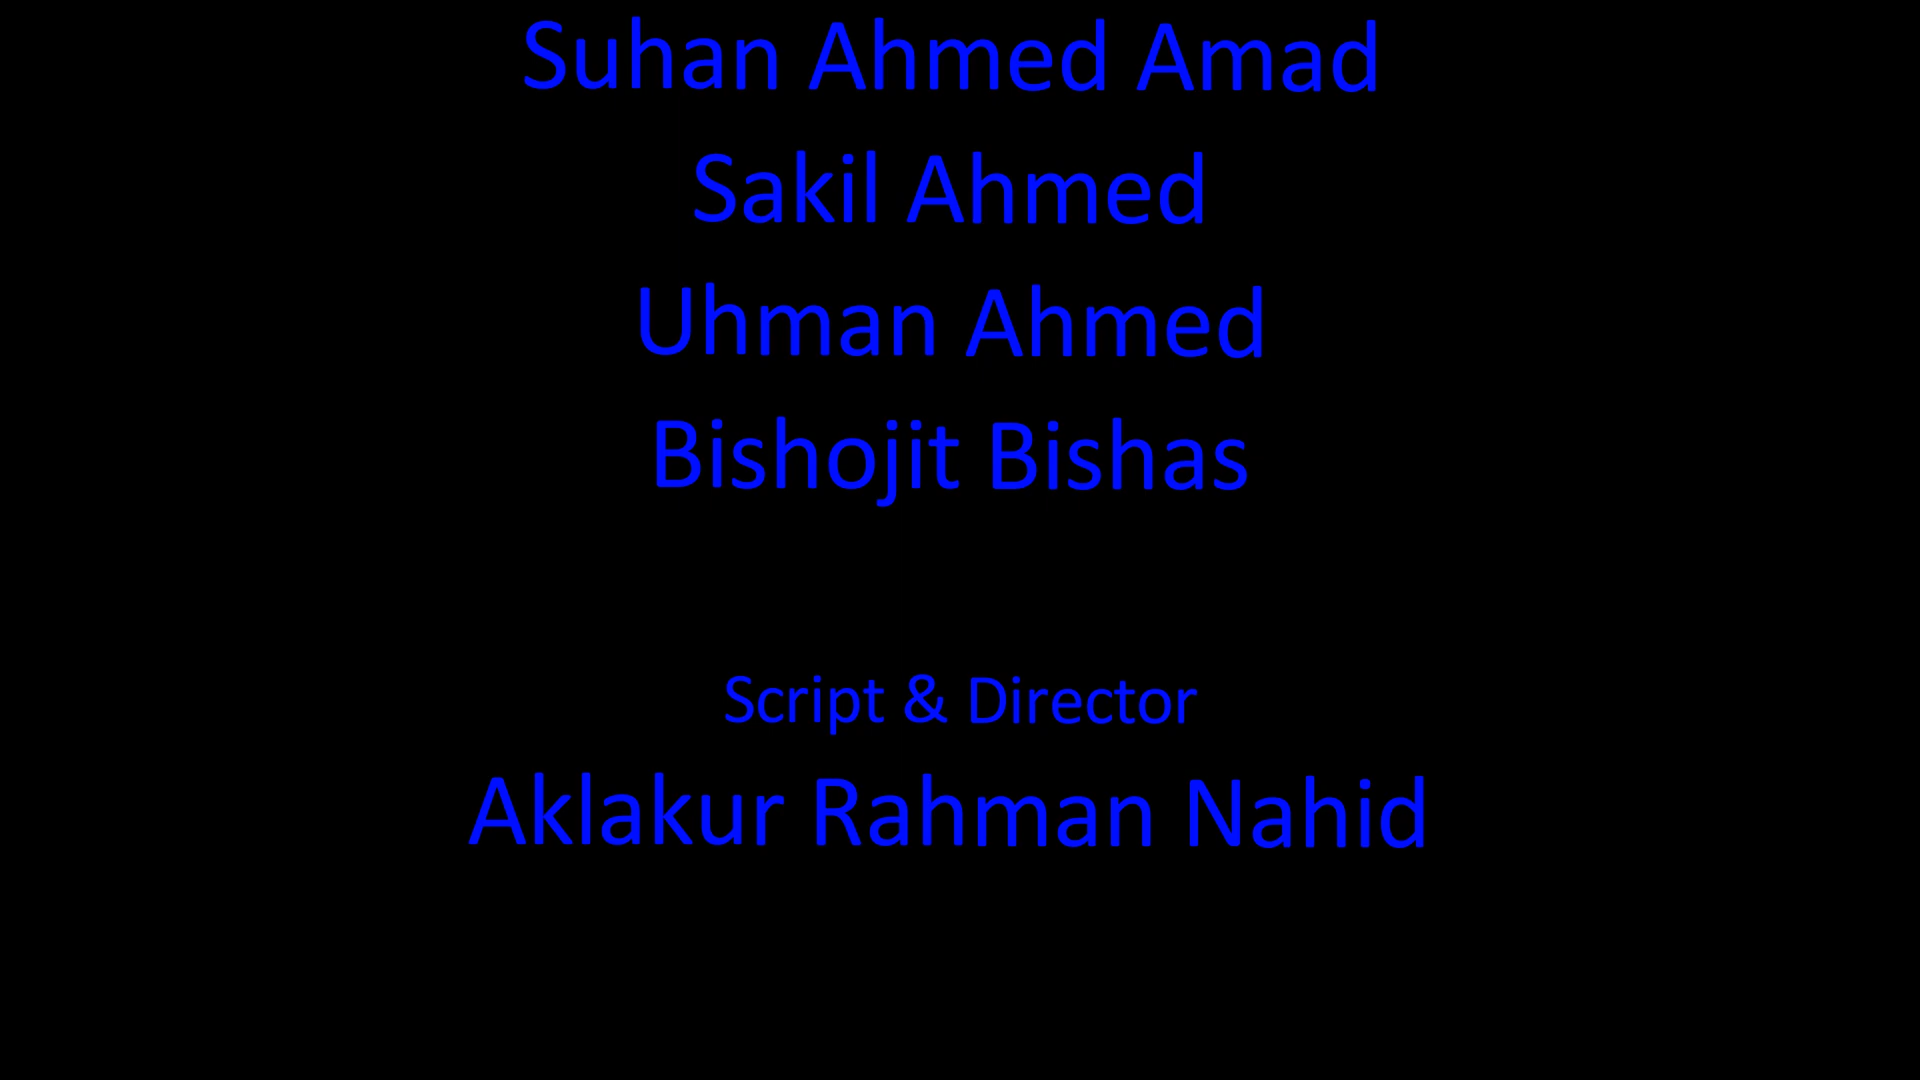 Suhan Ahmed Amad
Sakil Ahmed
Uhman Ahmed
Bishojit Bishas
Script & Director
Aklakur Rahman Nahid